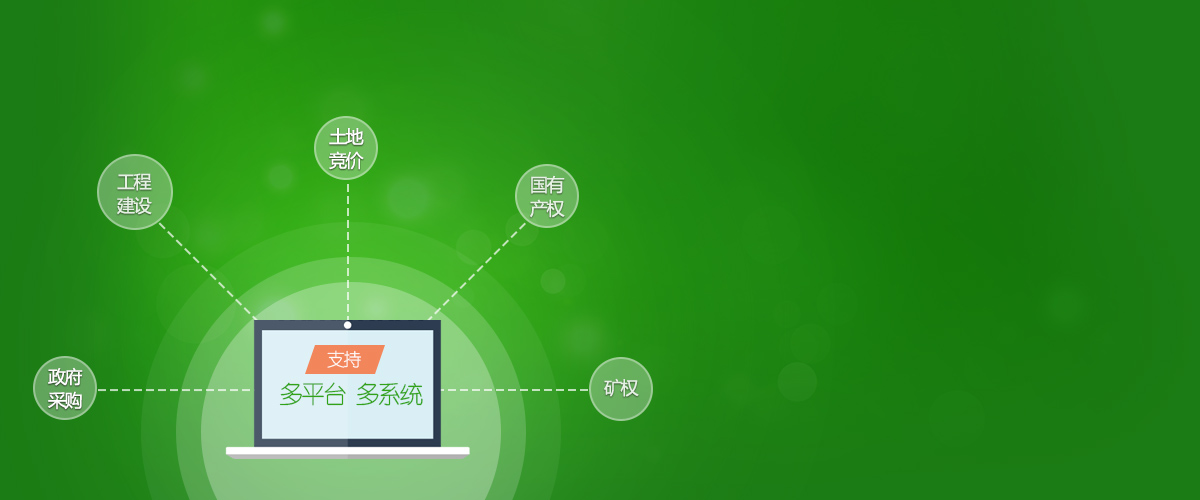 土地
竞价
工程
建设
国有
产权
政府
采购
支持
多平台 多系统
矿权